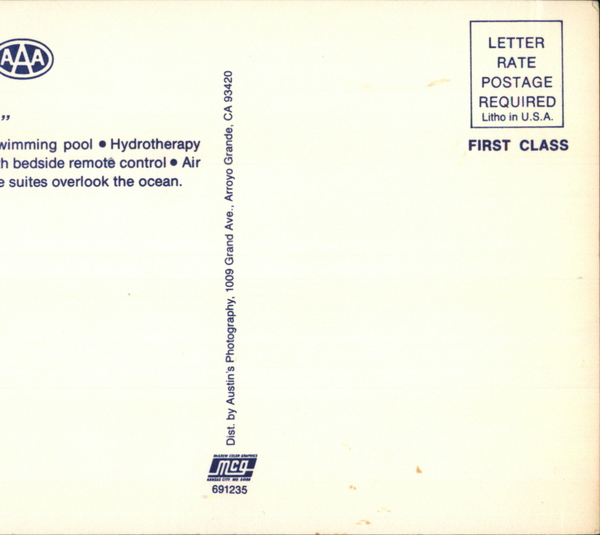 AAA
”
wimming pool ● Hydrotherapy
th bedside remote control ● Air
e suites overlook the ocean.
Dist. by Austin's Photography, 1009 Grand Ave., Arroyo Grande, CA 93420
mcg
691235
LETTER
RATE
POSTAGE
REQUIRED
Litho in U.S.A.
FIRST CLASS